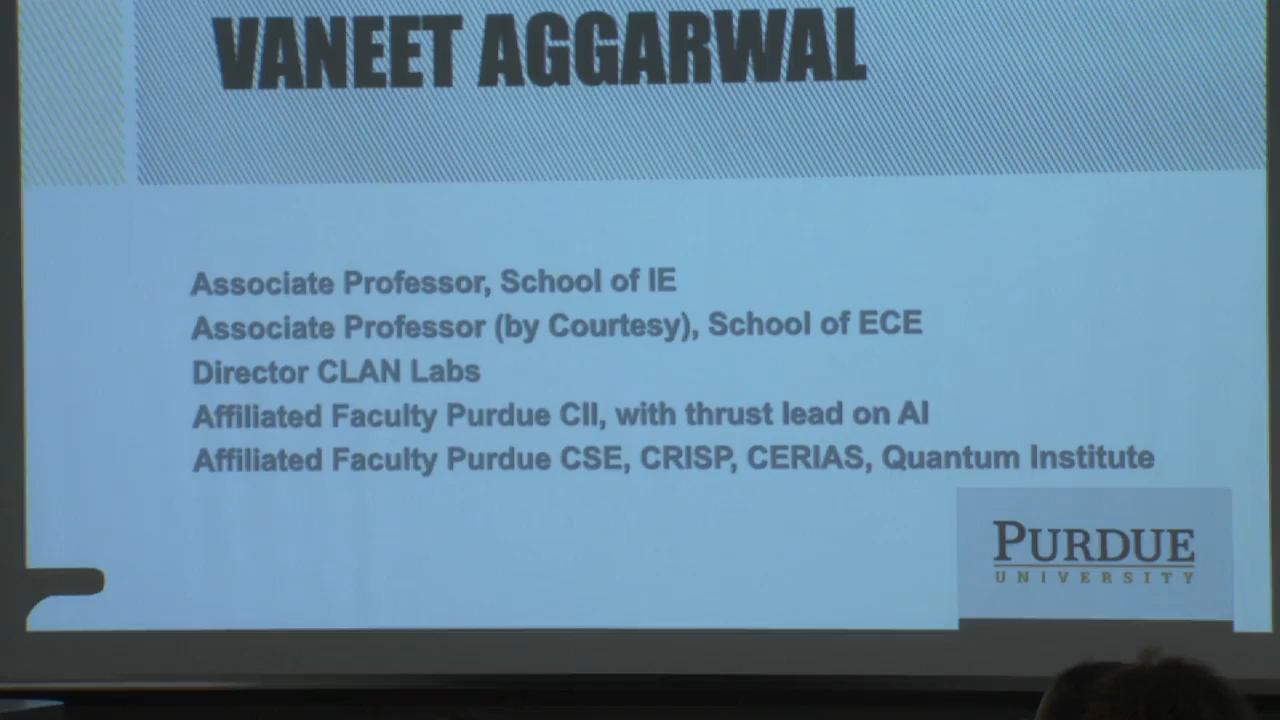 VANEET AGGARWAL
Associate Professor, School of IE
Associate Professor (by Courtesy), School of ECE
Director CLAN Labs
Affiliated Faculty Purdue CII, with thrust lead on AI
Affiliated Faculty Purdue CSE, CRISP, CERIAS, Quantum Institute
PURDUE
UNIVERSITY